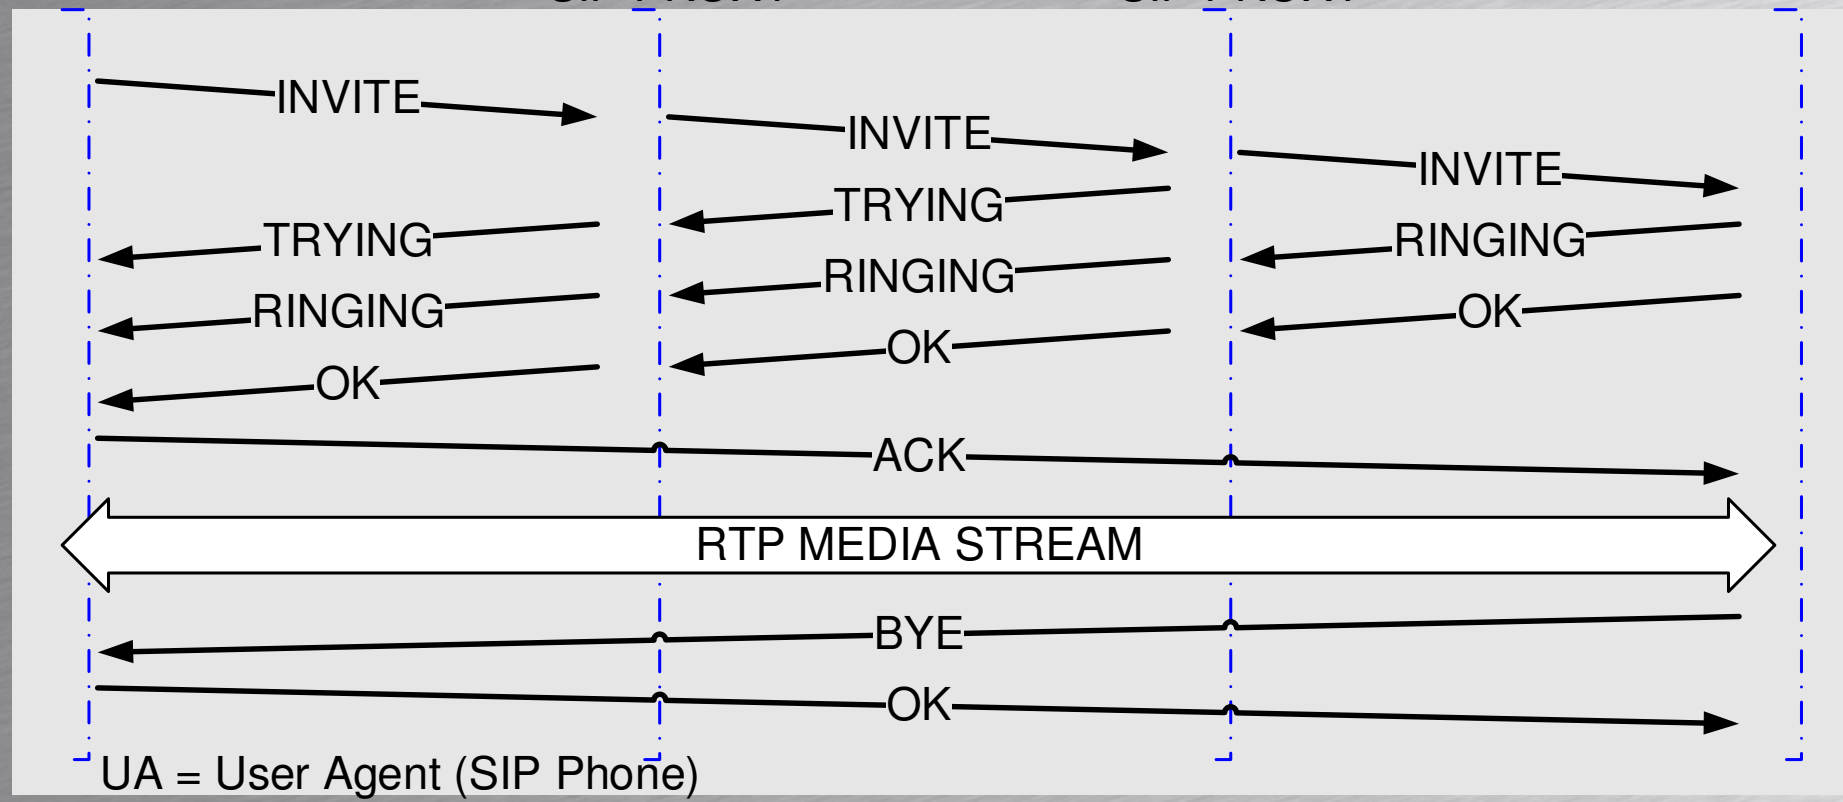 INVITE
INVITE
INVITE
TRYING
TRYING
RINGING
RINGING
RINGING
OK
OK
OK
ACK
RTP MEDIA STREAM
BYE
OK
UA = User Agent (SIP Phone)